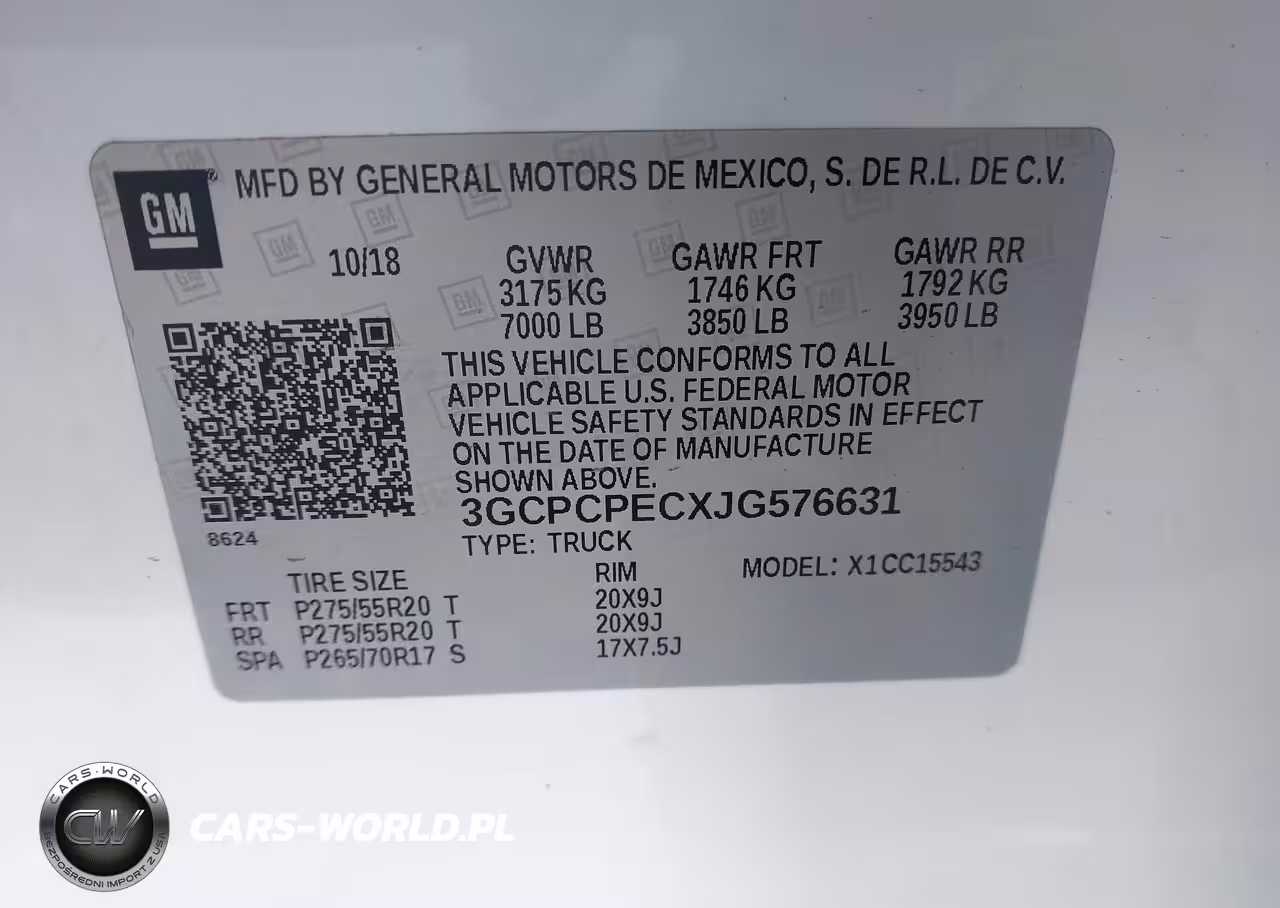 GM
MFD BY GENERAL MOTORS DE MEXICO, S. DE R.L. DE C.V.
10/18
GVWR GAWR FRT GAWR RR
3175 KG 1746 KG 1792 KG
7000 LB 3850 LB 3950 LB
THIS VEHICLE CONFORMS TO ALL
APPLICABLE U.S. FEDERAL MOTOR
VEHICLE SAFETY STANDARDS IN EFFECT
ON THE DATE OF MANUFACTURE
SHOWN ABOVE.
3GCPCPECXJG576631
8624
TYPE: TRUCK
TIRE SIZE RIM MODEL: X1CC15543
FRT P275/55R20 T 20X9J
RR P275/55R20 T 20X9J
SPA P265/70R17 S 17X7.5J
CARS-WORLD
CW
BEZPOŚREDNI IMPORT Z USA
CARS-WORLD.PL